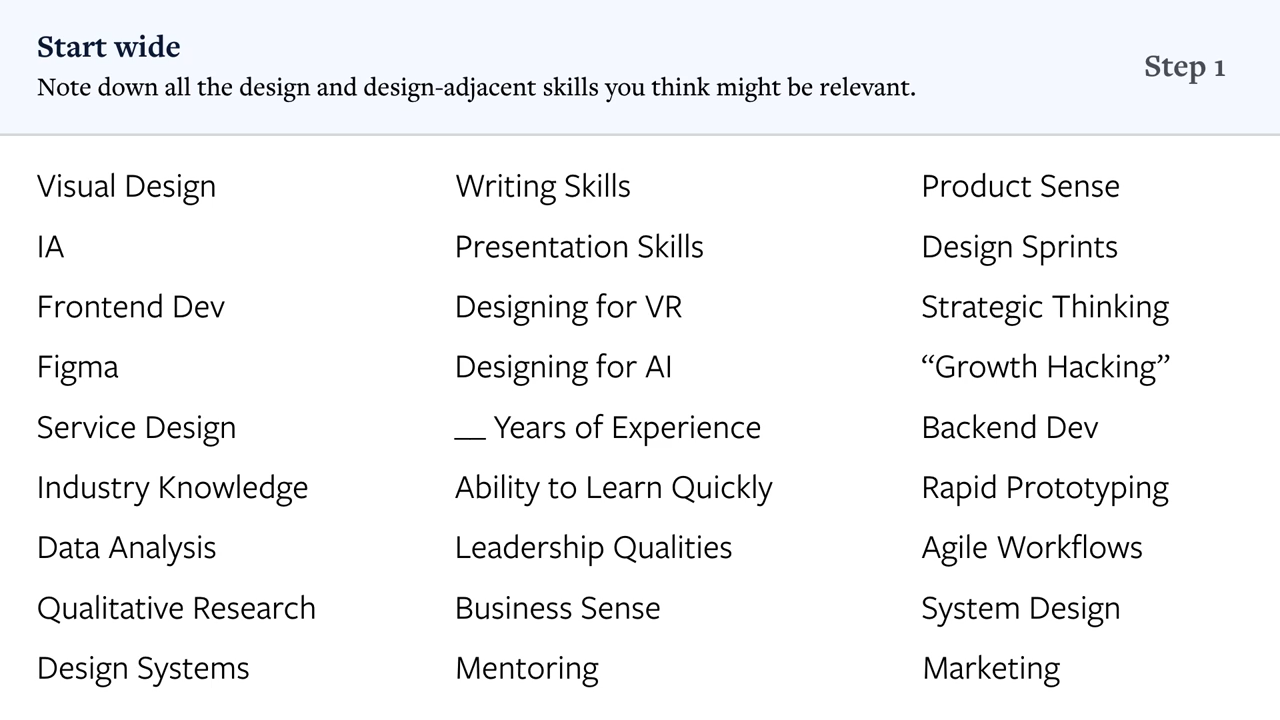 Start wide
Note down all the design and design-adjacent skills you think might be relevant.
Step 1
Visual Design
IA
Frontend Dev
Figma
Service Design
Industry Knowledge
Data Analysis
Qualitative Research
Design Systems
Writing Skills
Presentation Skills
Designing for VR
Designing for AI
__ Years of Experience
Ability to Learn Quickly
Leadership Qualities
Business Sense
Mentoring
Product Sense
Design Sprints
Strategic Thinking
“Growth Hacking”
Backend Dev
Rapid Prototyping
Agile Workflows
System Design
Marketing